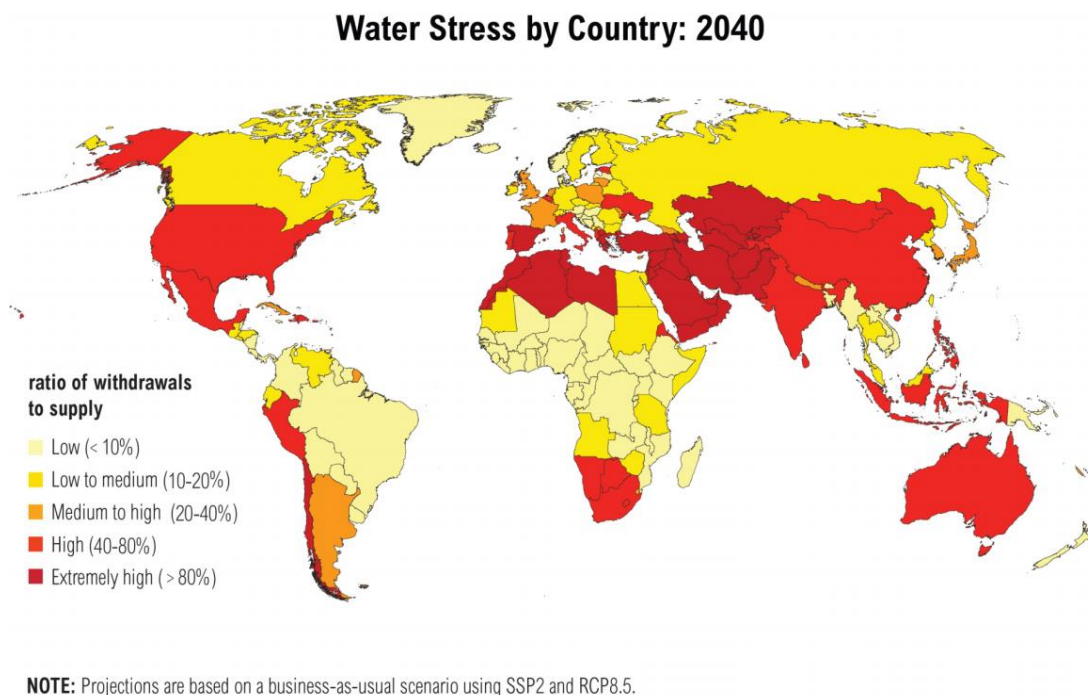 Water Stress by Country: 2040
ratio of withdrawals
to supply
Low (< 10%)
Low to medium (10-20%)
Medium to high (20-40%)
High (40-80%)
Extremely high (> 80%)
NOTE: Projections are based on a business-as-usual scenario using SSP2 and RCP8.5.